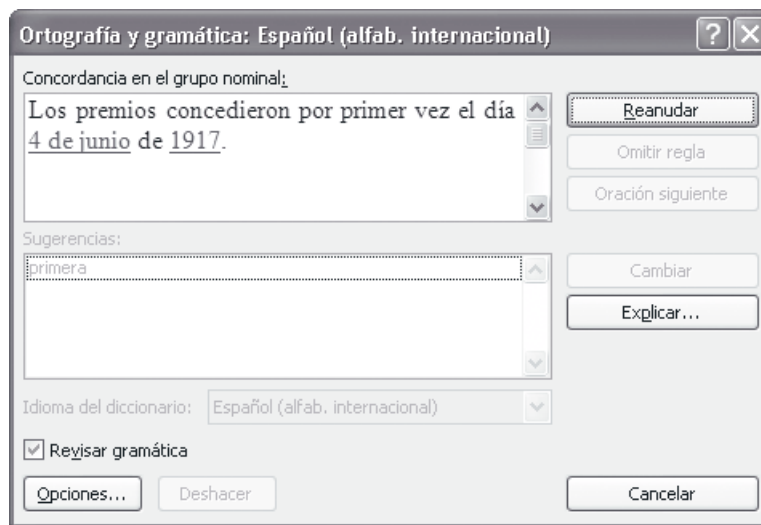 Ortografía y gramática: Español (alfab. internacional)
Concordancia en el grupo nominal:
Los premios concedieron por primer vez el día
4 de junio de 1917.
Reanudar
Omitir regla
Oración siguiente
Sugerencias:
primera
Cambiar
Explicar...
Idioma del diccionario: Español (alfab. internacional)
Revisar gramática
Opciones... Deshacer Cancelar